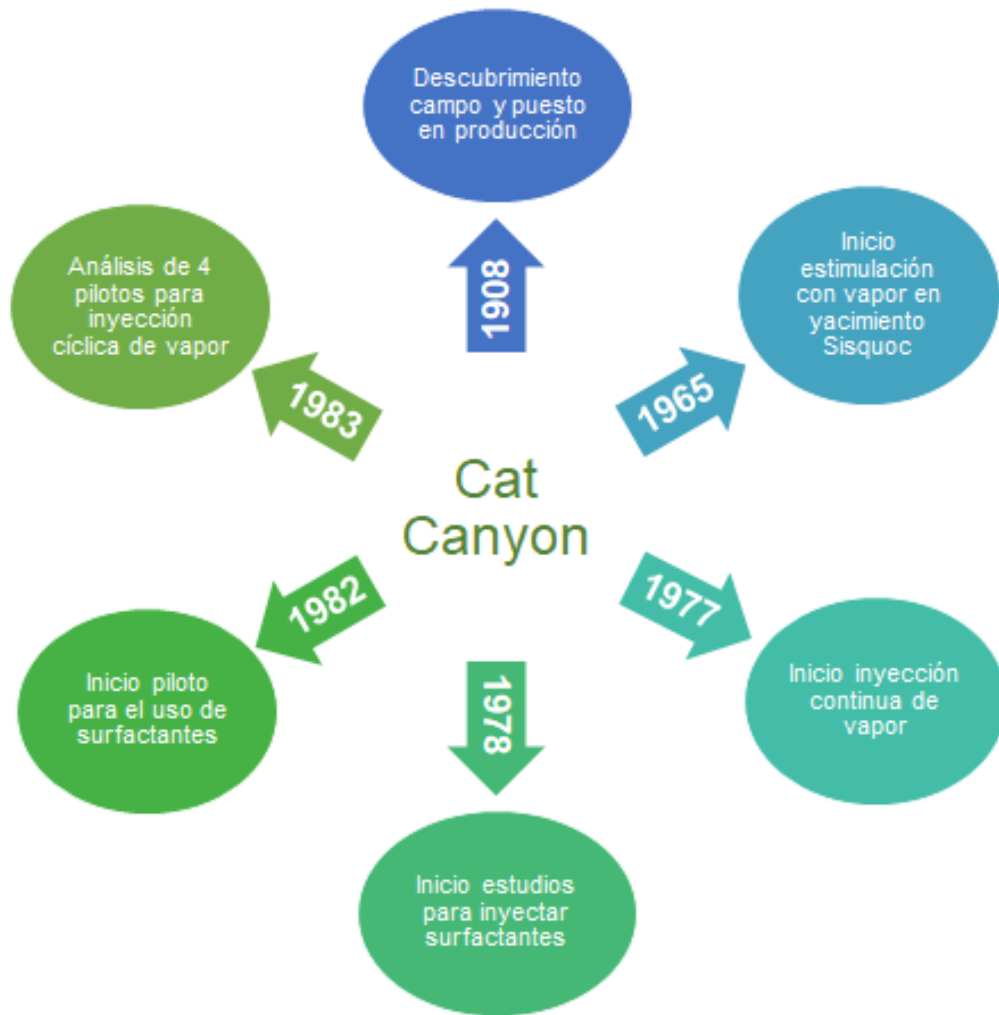 Descubrimiento
campo y puesto
en producción
1908
Inicio
estimulación
con vapor en
yacimiento
Sisquoc
1965
Inicio inyección
continua de
vapor
1977
Inicio estudios
para inyectar
surfactantes
1978
Inicio piloto
para el uso de
surfactantes
1982
Análisis de 4
pilotos para
inyección
cíclica de vapor
1983
Cat
Canyon